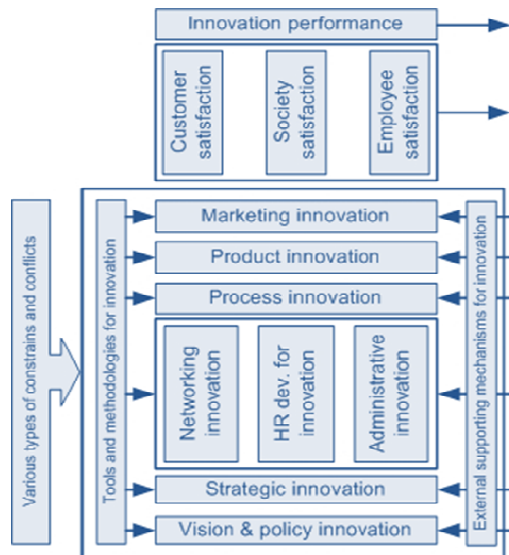 Innovation performance
Customer
satisfaction
Society
satisfaction
Employee
satisfaction
Various types of constrains and conflicts
Tools and methodologies for innovation
Marketing innovation
Product innovation
Process innovation
Networking
innovation
HR dev. for
innovation
Administrative
innovation
Strategic innovation
Vision & policy innovation
External supporting mechanisms for innovation